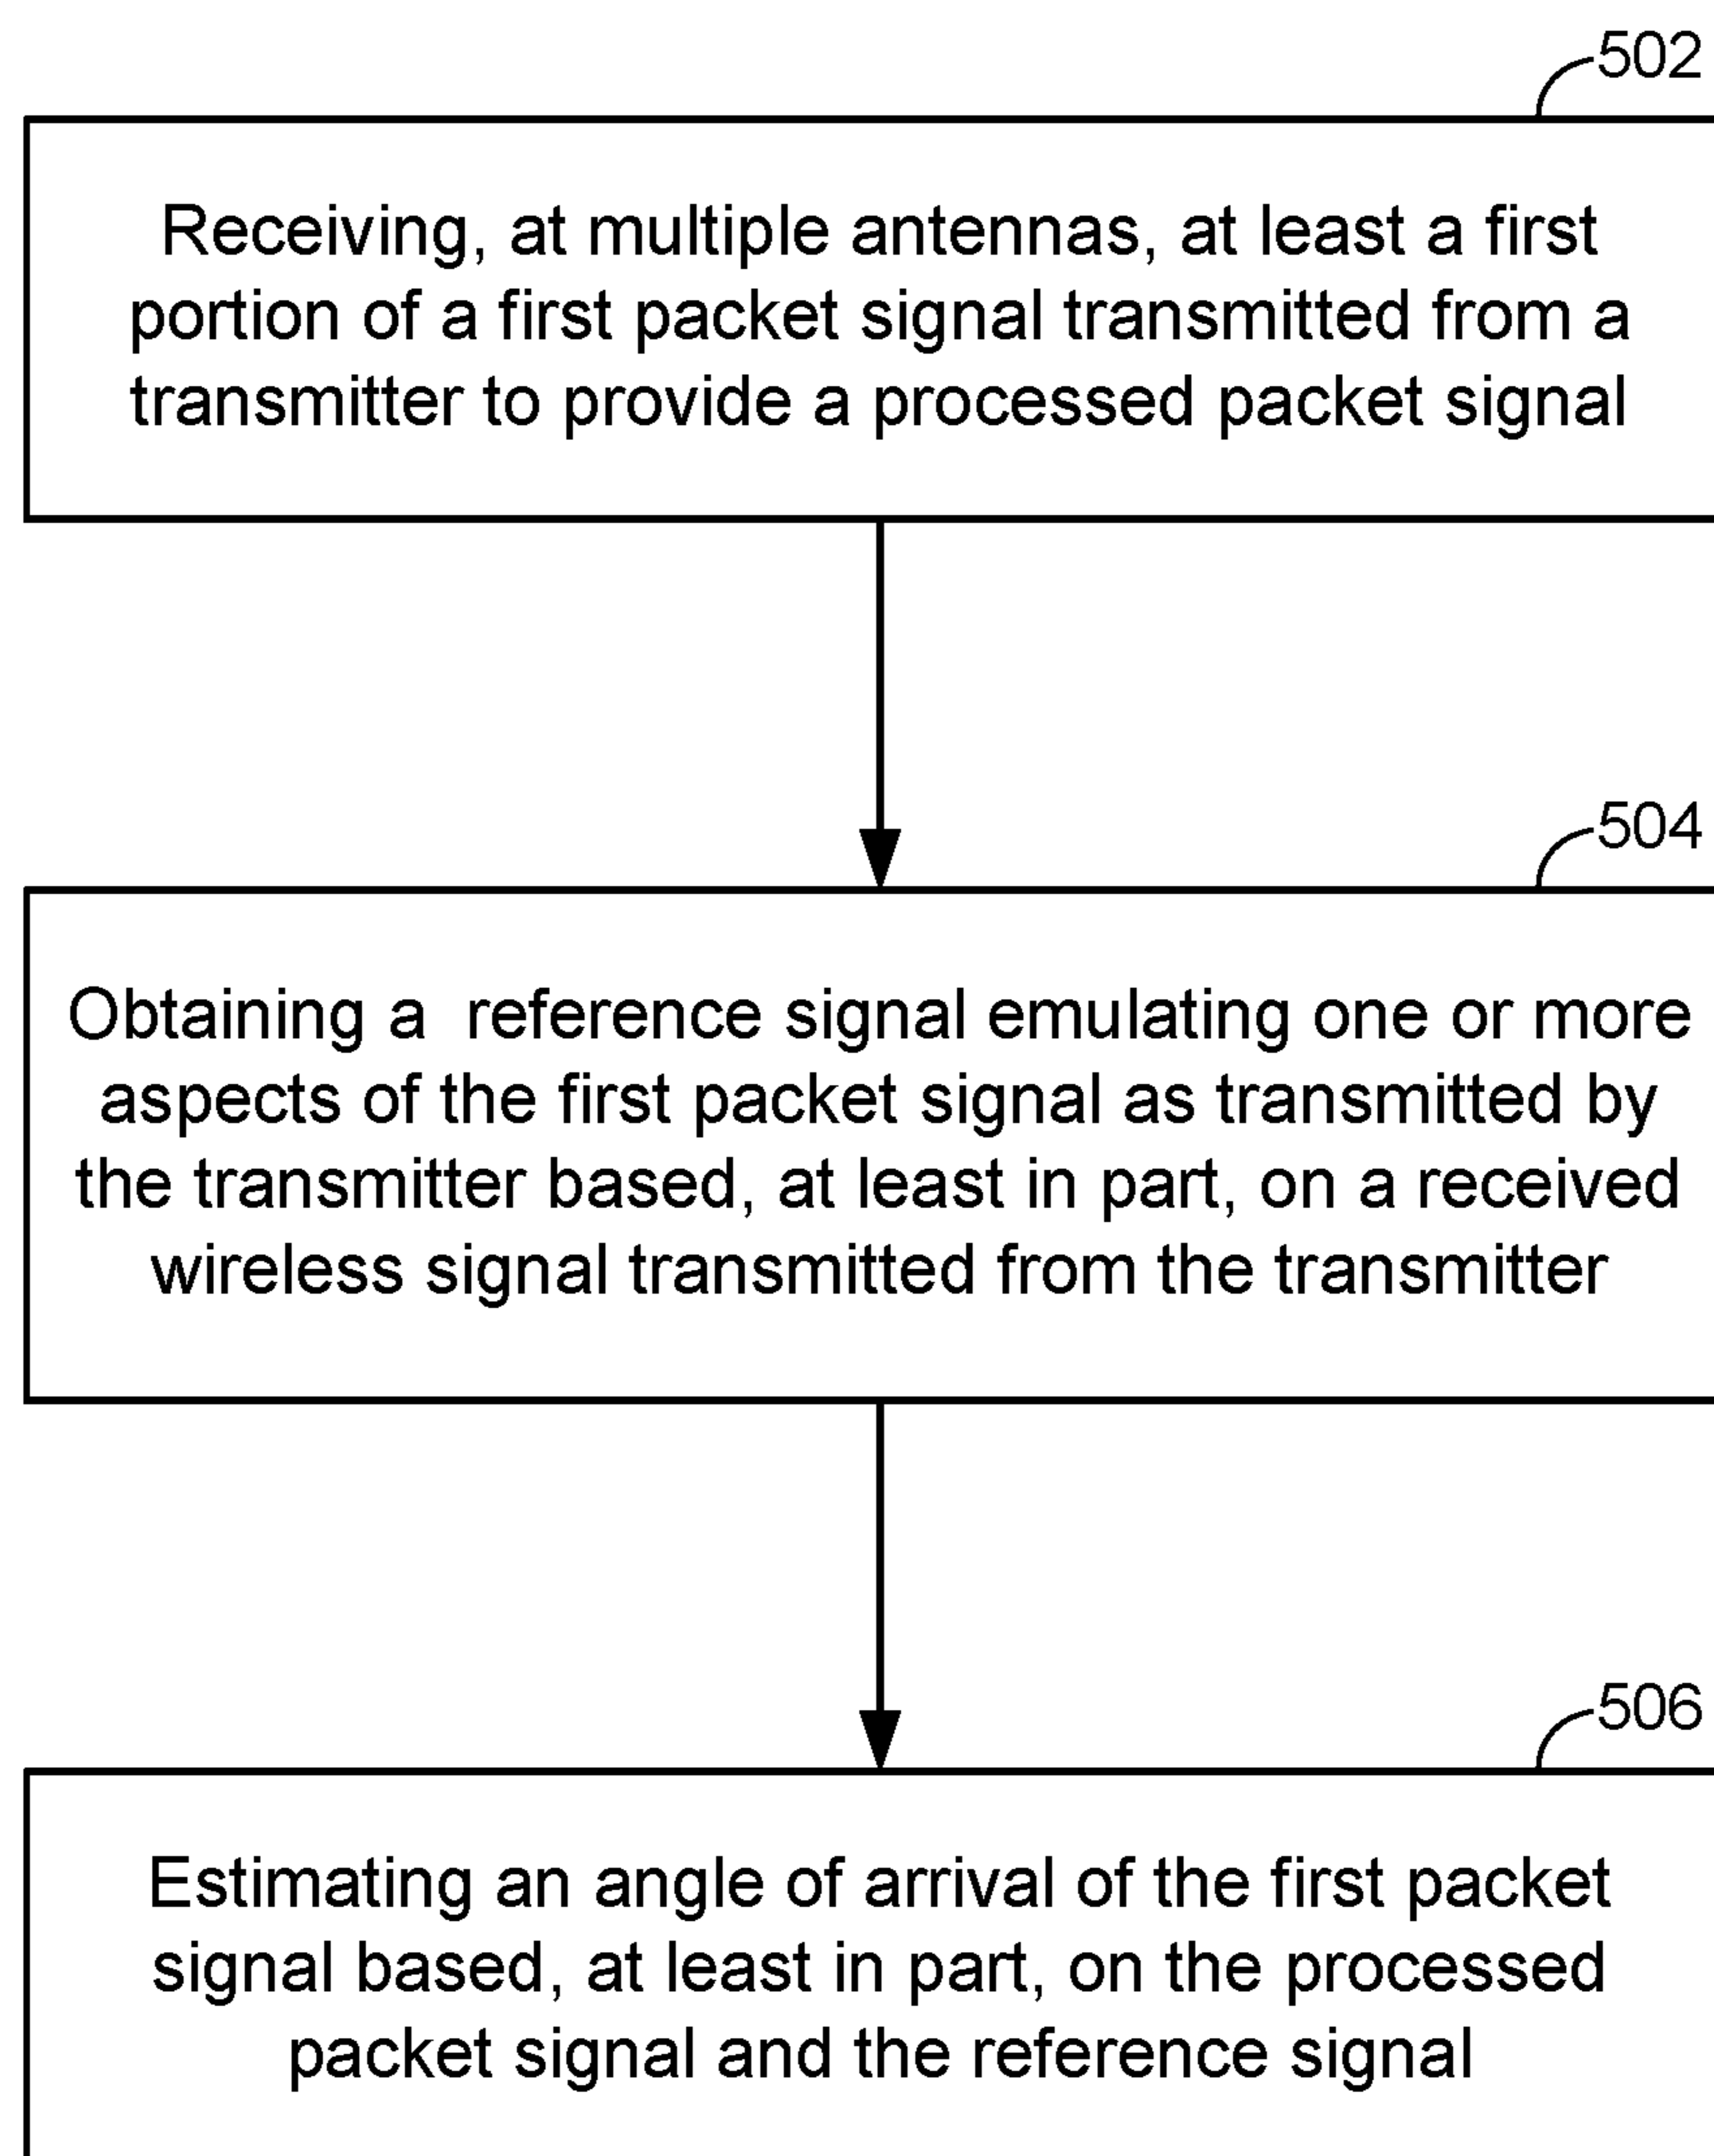 502
Receiving, at multiple antennas, at least a first
portion of a first packet signal transmitted from a
transmitter to provide a processed packet signal
504
Obtaining a reference signal emulating one or more
aspects of the first packet signal as transmitted by
the transmitter based, at least in part, on a received
wireless signal transmitted from the transmitter
506
Estimating an angle of arrival of the first packet
signal based, at least in part, on the processed
packet signal and the reference signal